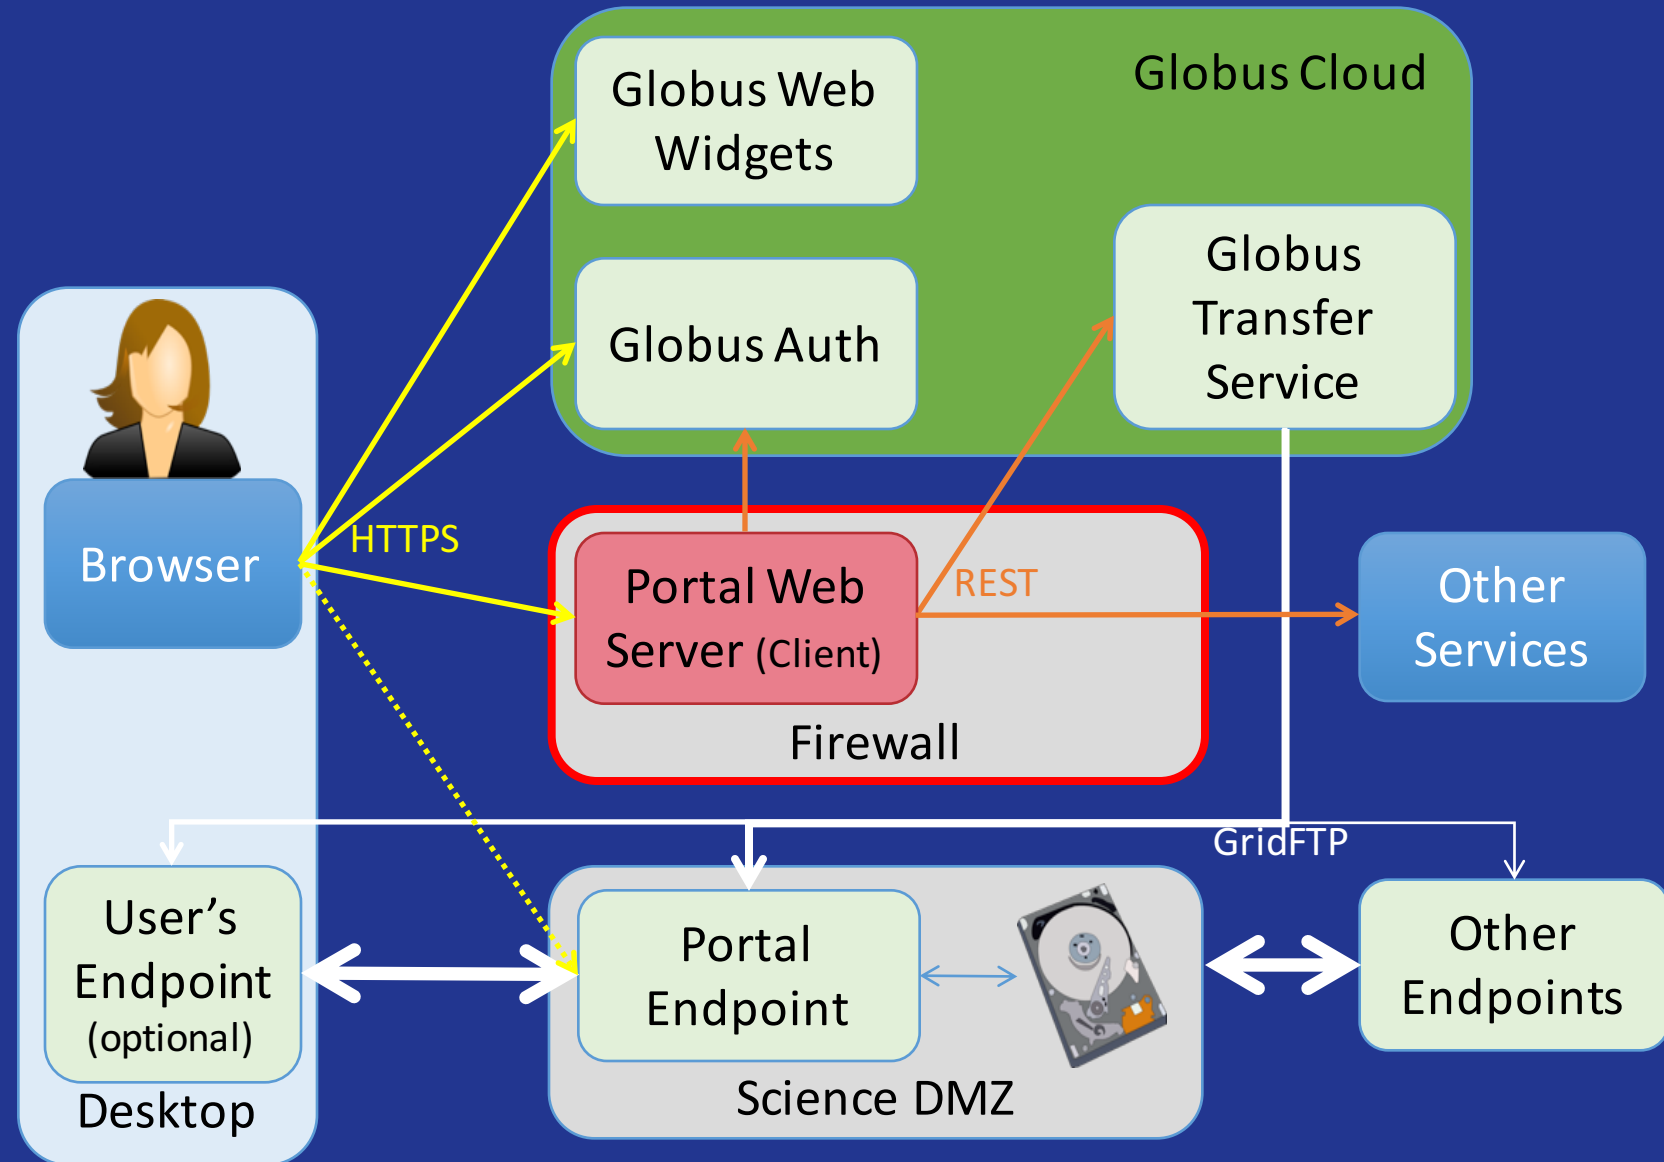 Globus Cloud
Globus Web
Widgets
Globus Auth
Globus
Transfer
Service
HTTPS
Browser
Portal Web
Server (Client)
REST
Other
Services
Firewall
GridFTP
User’s
Endpoint
(optional)
Desktop
Portal
Endpoint
Science DMZ
Other
Endpoints